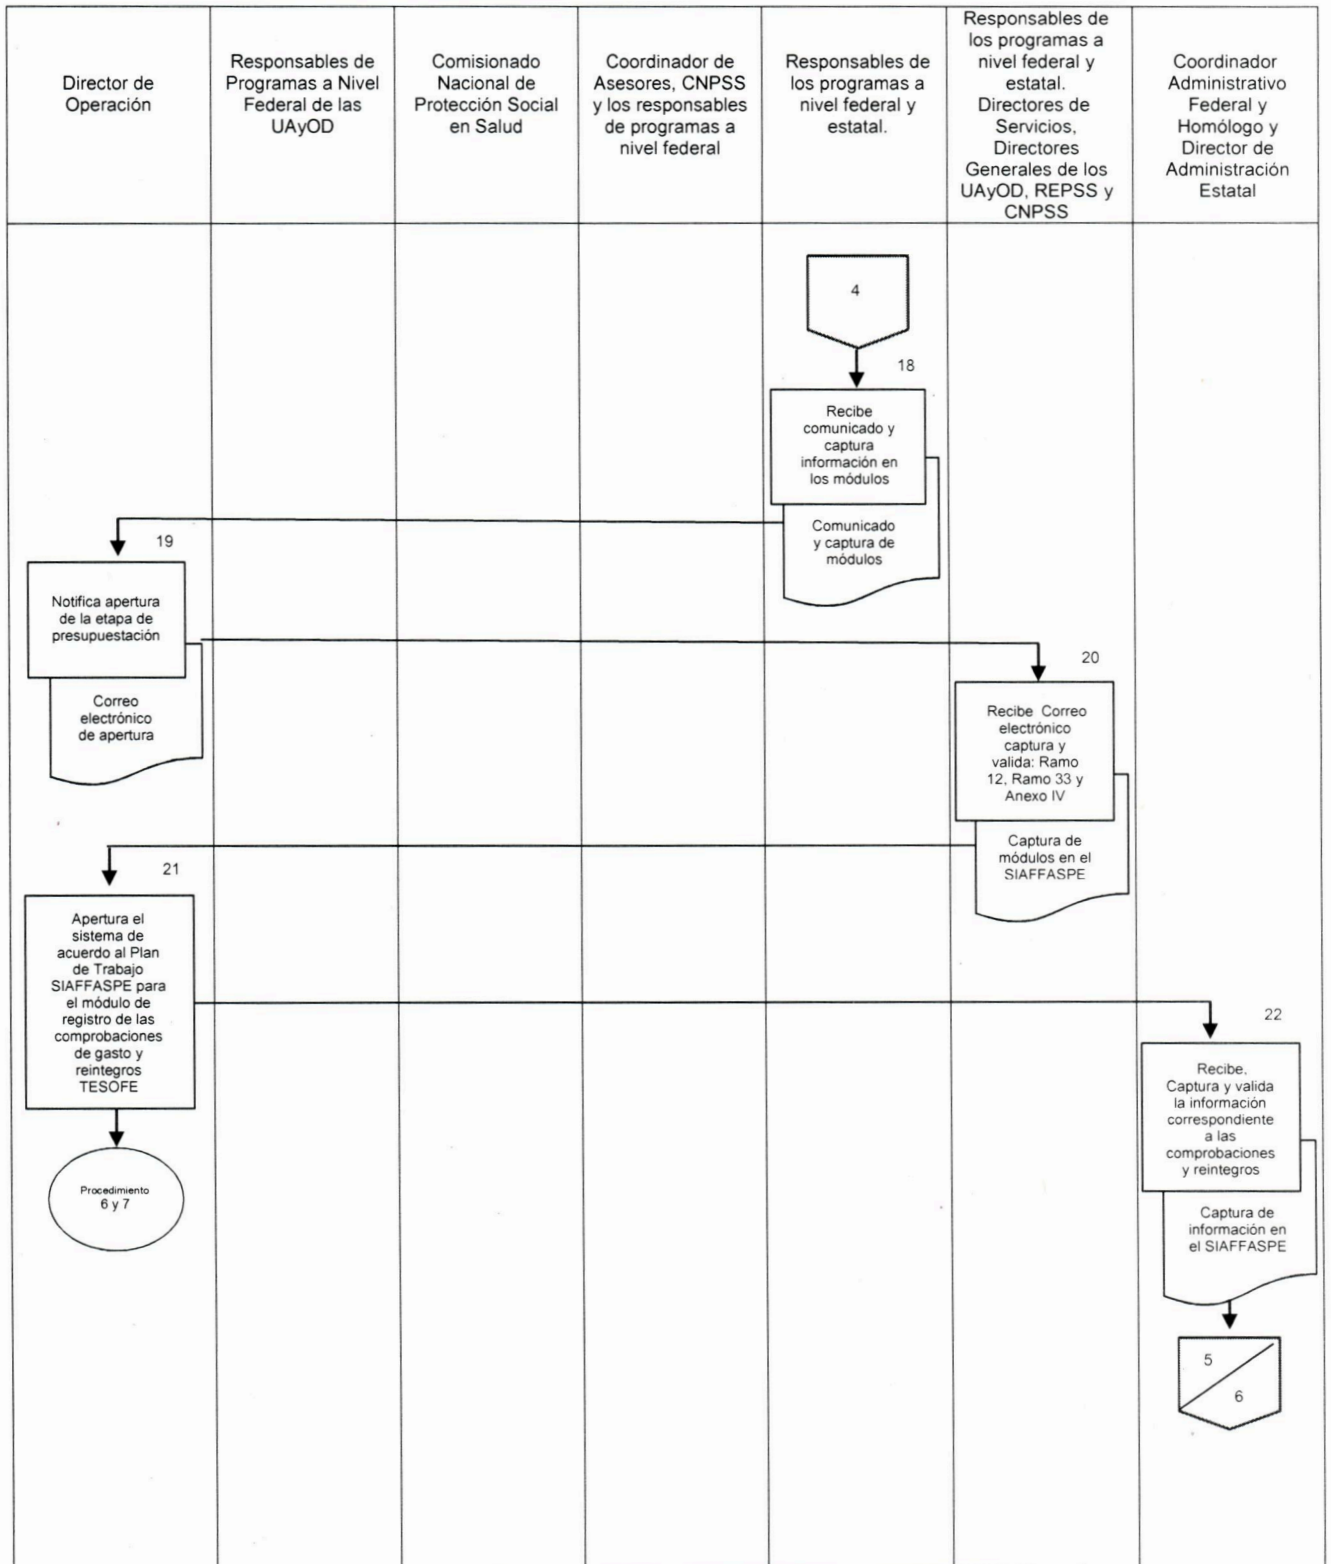 Director de
Operación
Responsables de
Programas a Nivel
Federal de las
UAyOD
Comisionado
Nacional de
Protección Social
en Salud
Coordinador de
Asesores, CNPSS
y los responsables
de programas a
nivel federal
Responsables de
los programas a
nivel federal y
estatal.
Responsables de
los programas a
nivel federal y
estatal.
Directores de
Servicios,
Directores
Generales de los
UAyOD, REPSS y
CNPSS
Coordinador
Administrativo
Federal y
Homólogo y
Director de
Administración
Estatal
4
18
Recibe
comunicado y
captura
información en
los módulos
Comunicado
y captura de
módulos
19
Notifica apertura
de la etapa de
presupuestación
Correo
electrónico
de apertura
20
Recibe Correo
electrónico
captura y
valida: Ramo
12, Ramo 33 y
Anexo IV
Captura de
módulos en el
SIAFFASPE
21
Apertura el
sistema de
acuerdo al Plan
de Trabajo
SIAFFASPE para
el módulo de
registro de las
comprobaciones
de gasto y
reintegros
TESOFE
Procedimiento
6 y 7
22
Recibe.
Captura y valida
la información
correspondiente
a las
comprobaciones
y reintegros
Captura de
información en
el SIAFFASPE
5
6